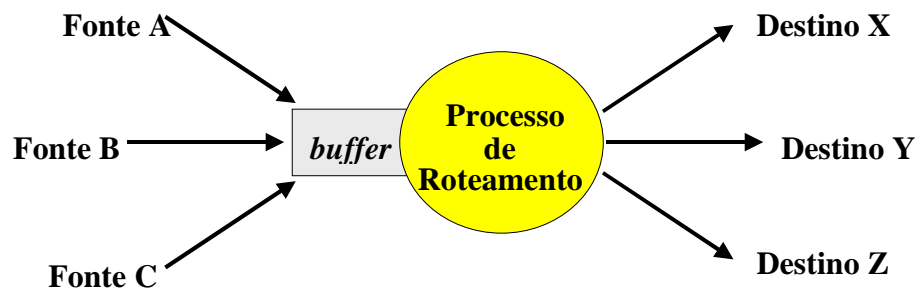 Fonte A
Fonte B
Fonte C
buffer
Processo
de
Roteamento
Destino X
Destino Y
Destino Z